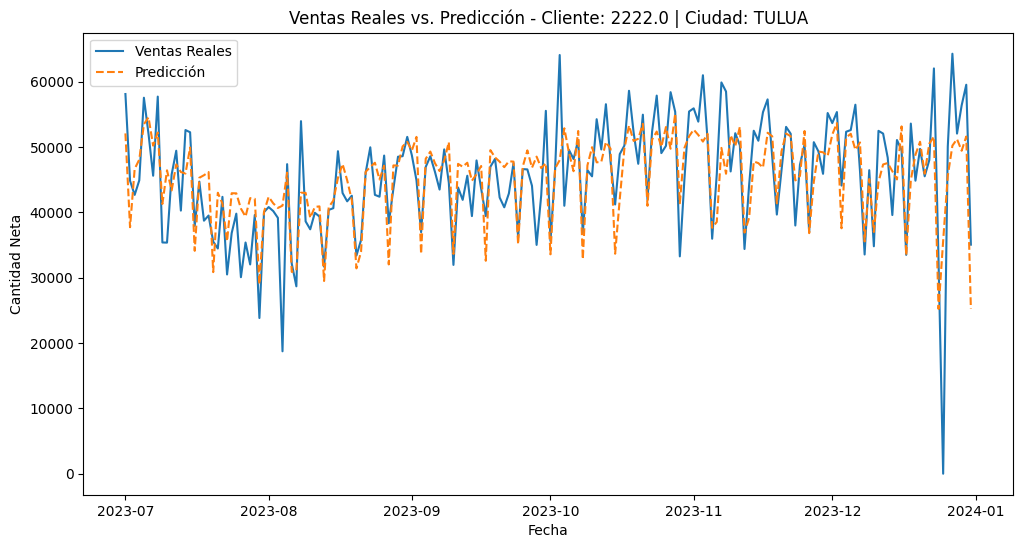 Ventas Reales vs. Predicción - Cliente: 2222.0 | Ciudad: TULUA
Ventas Reales
Predicción
Cantidad Neta
60000
50000
40000
30000
20000
10000
0
2023-07 2023-08 2023-09 2023-10 2023-11 2023-12 2024-01
Fecha